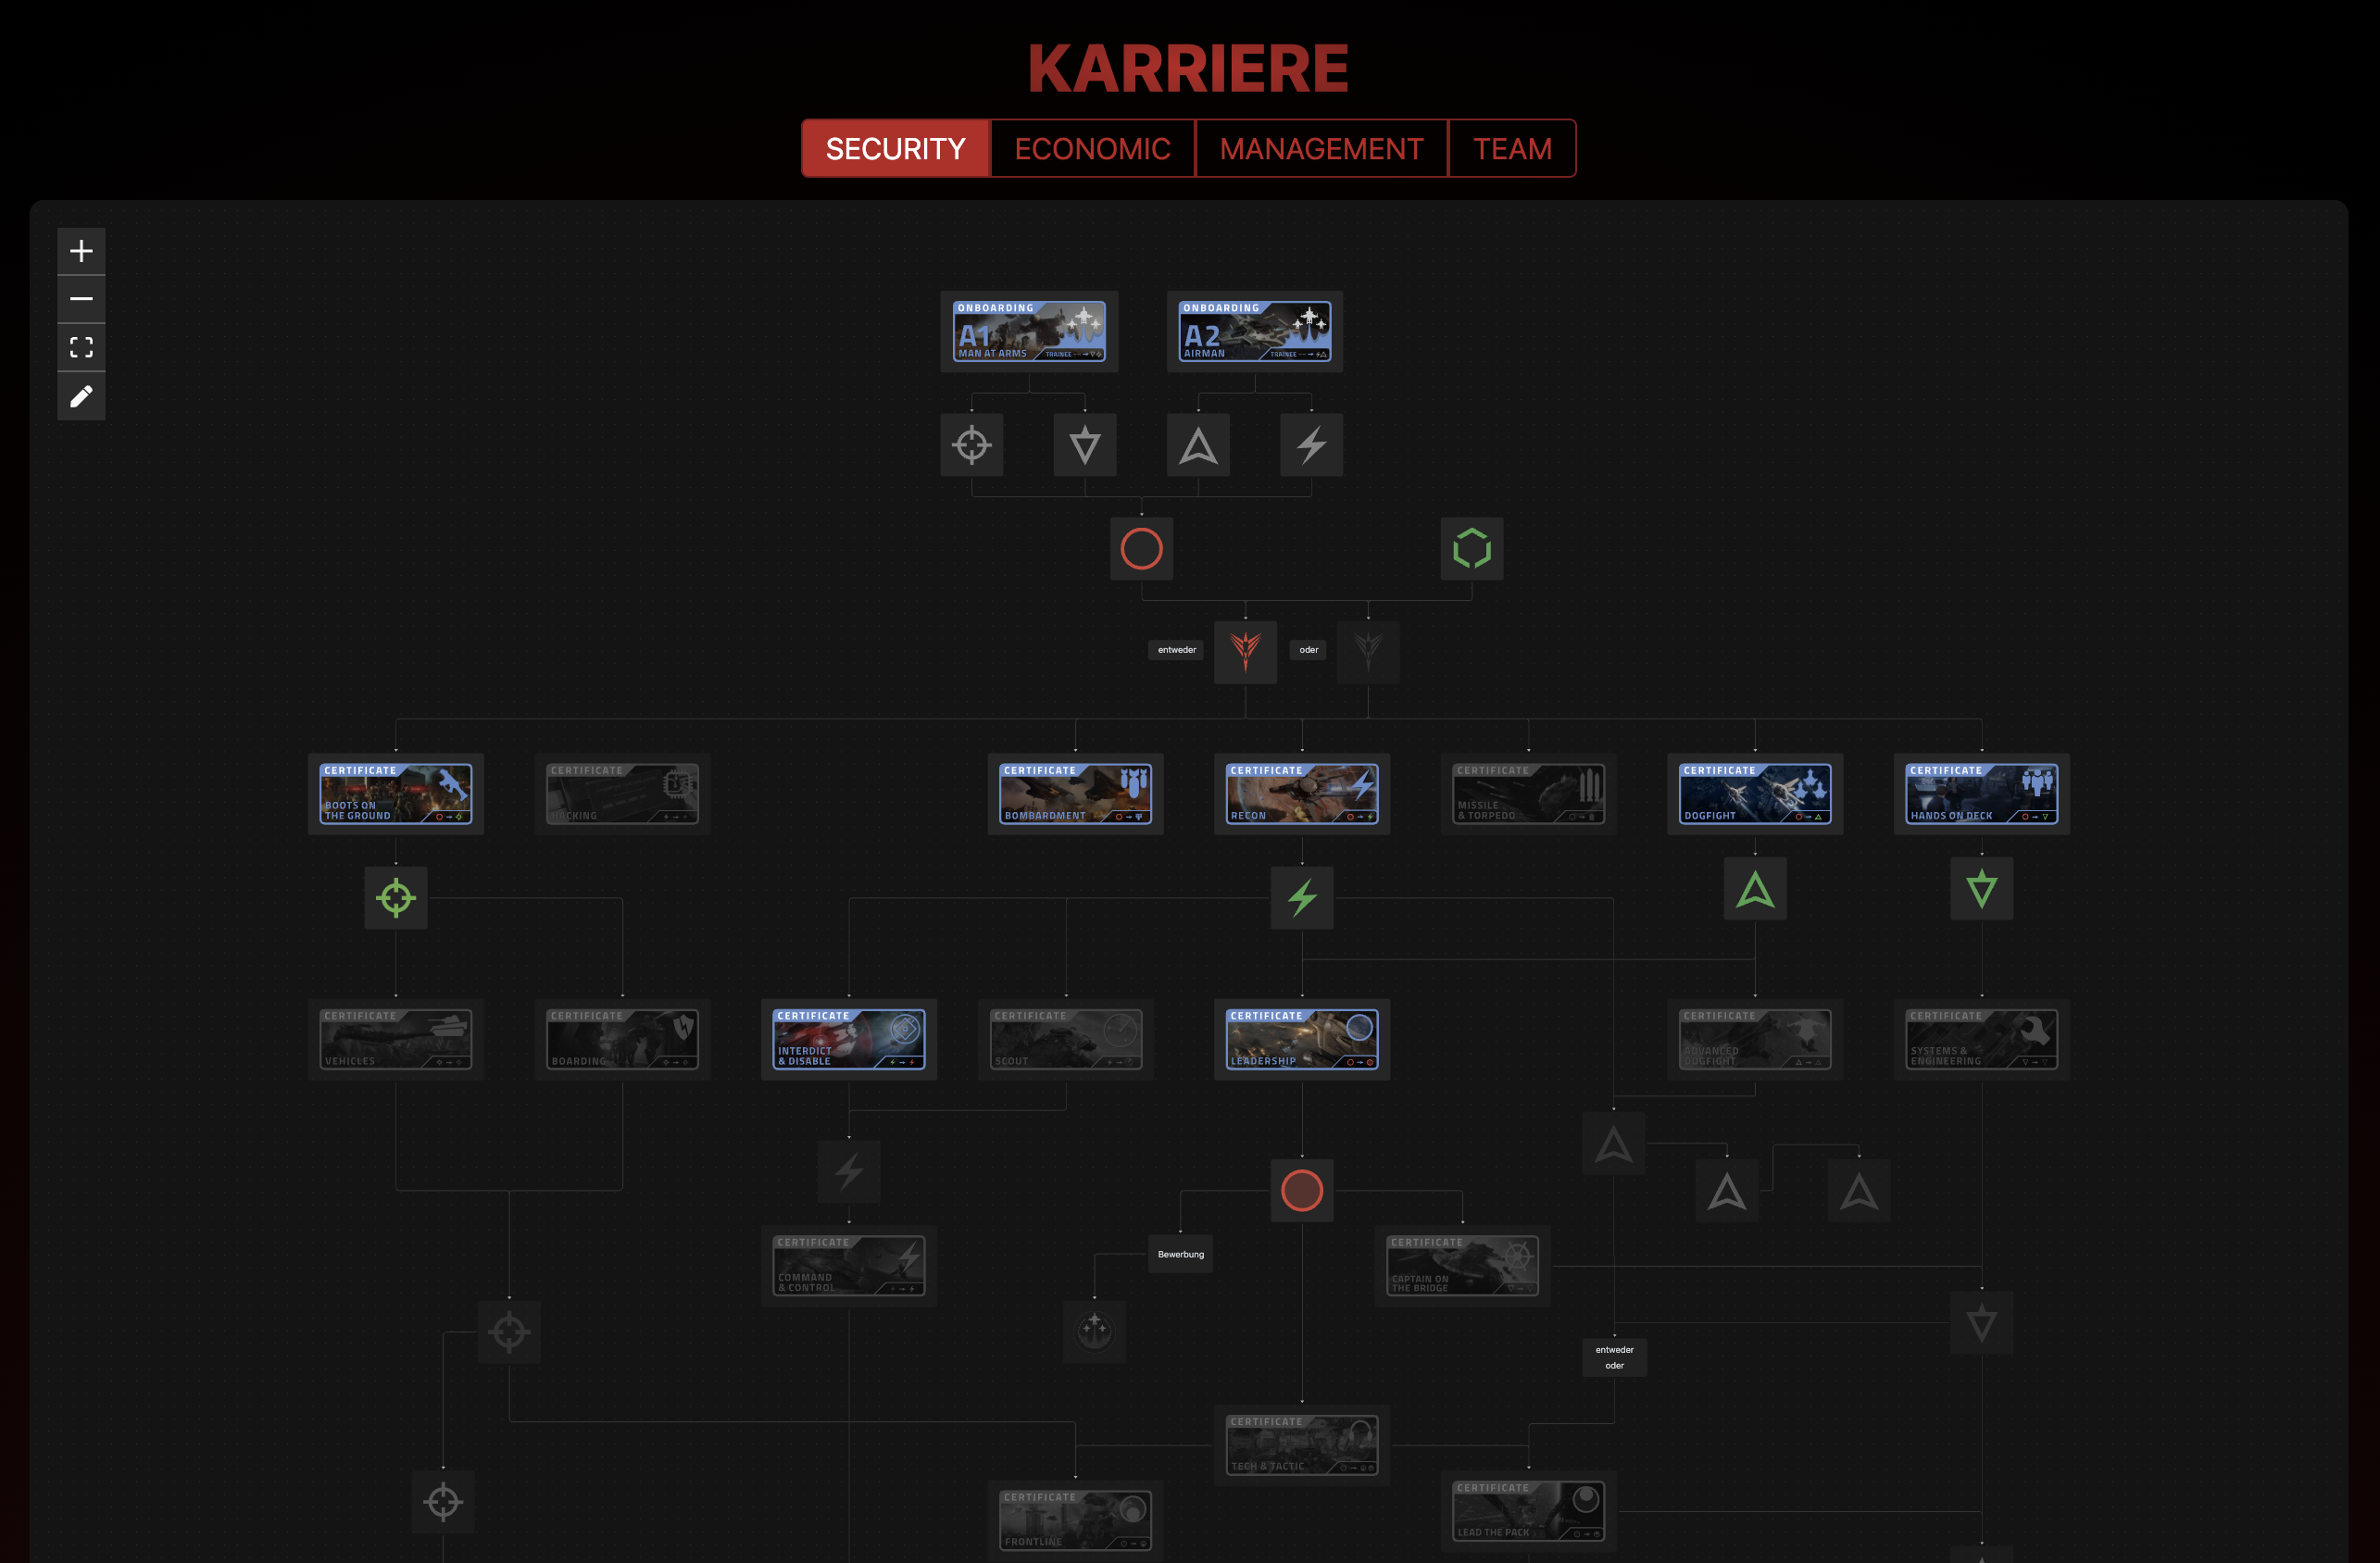 KARRIERE
SECURITY
ECONOMIC
MANAGEMENT
TEAM
ONBOARDING
A1
MAN AT ARMS
TRAINEE
ONBOARDING
A2
AIRMAN
TRAINEE
entweder
oder
CERTIFICATE
BOOTS ON
THE GROUND
CERTIFICATE
HACKING
CERTIFICATE
BOMBARDMENT
CERTIFICATE
RECON
CERTIFICATE
MISSILE
& TORPEDO
CERTIFICATE
DOGFIGHT
CERTIFICATE
HANDS ON DECK
CERTIFICATE
VEHICLES
CERTIFICATE
BOARDING
CERTIFICATE
INTERDICT
& DISABLE
CERTIFICATE
SCOUT
CERTIFICATE
LEADERSHIP
CERTIFICATE
ADVANCED
DOGFIGHT
CERTIFICATE
SYSTEMS &
ENGINEERING
CERTIFICATE
COMMAND
& CONTROL
Bewerbung
CERTIFICATE
CAPTAIN ON
THE BRIDGE
entweder
oder
CERTIFICATE
TECH & TACTIC
CERTIFICATE
FRONTLINE
CERTIFICATE
LEAD THE PACK